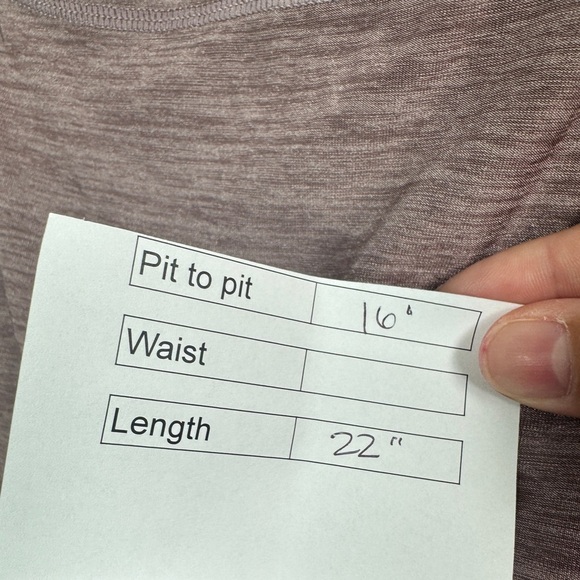 Pit to pit 16"
Waist
Length 22"